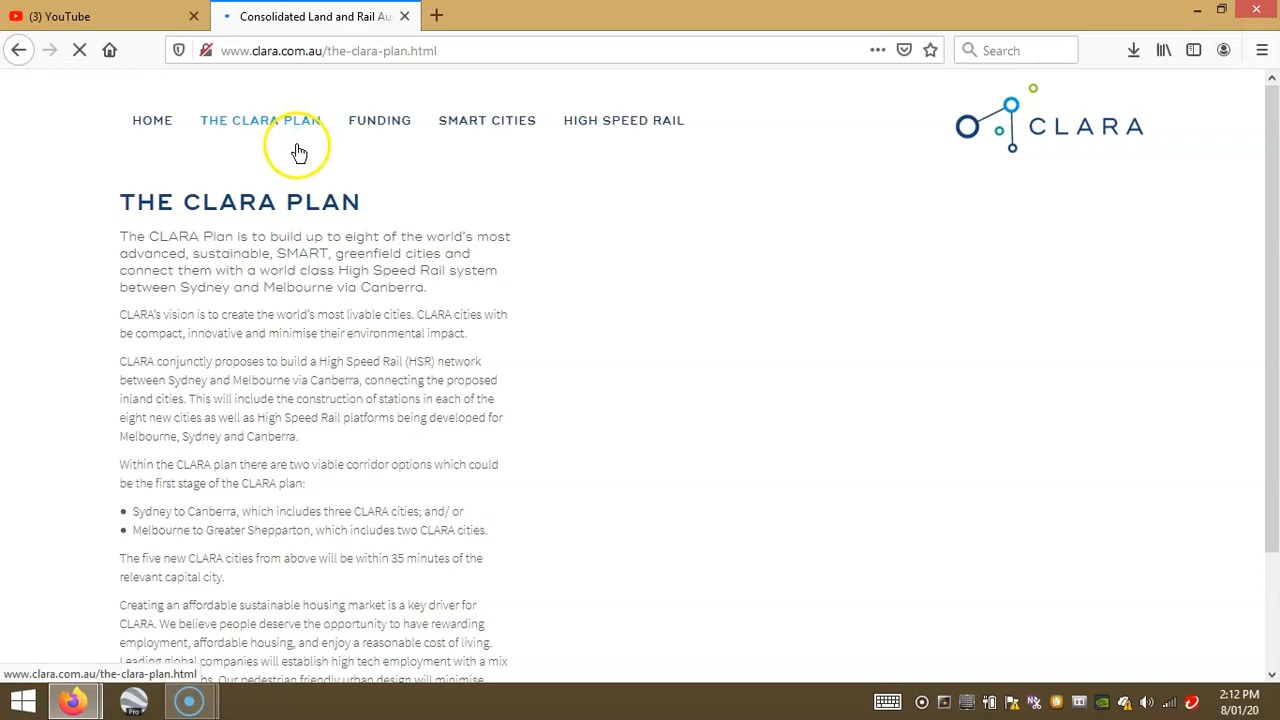 (3) YouTube
Consolidated Land and Rail Au
www.clara.com.au/the-clara-plan.html
Search
HOME
THE CLARA PLAN
FUNDING
SMART CITIES
HIGH SPEED RAIL
CLARA
THE CLARA PLAN
The CLARA Plan is to build up to eight of the world's most
advanced, sustainable, SMART, greenfield cities and
connect them with a world class High Speed Rail system
between Sydney and Melbourne via Canberra.
CLARA's vision is to create the world's most livable cities. CLARA cities with
be compact, innovative and minimise their environmental impact.
CLARA conjunctly proposes to build a High Speed Rail (HSR) network
between Sydney and Melbourne via Canberra, connecting the proposed
inland cities. This will include the construction of stations in each of the
eight new cities as well as High Speed Rail platforms being developed for
Melbourne, Sydney and Canberra.
Within the CLARA plan there are two viable corridor options which could
be the first stage of the CLARA plan:
• Sydney to Canberra, which includes three CLARA cities; and/ or
• Melbourne to Greater Shepparton, which includes two CLARA cities.
The five new CLARA cities from above will be within 35 minutes of the
relevant capital city.
Creating an affordable sustainable housing market is a key driver for
CLARA. We believe people deserve the opportunity to have rewarding
employment, affordable housing, and enjoy a reasonable cost of living.
Leading global companies will establish high tech employment with a mix
Our pedestrian friendly urban design will minimise
www.clara.com.au/the-clara-plan.html
Pro
2:12 PM
8/01/20